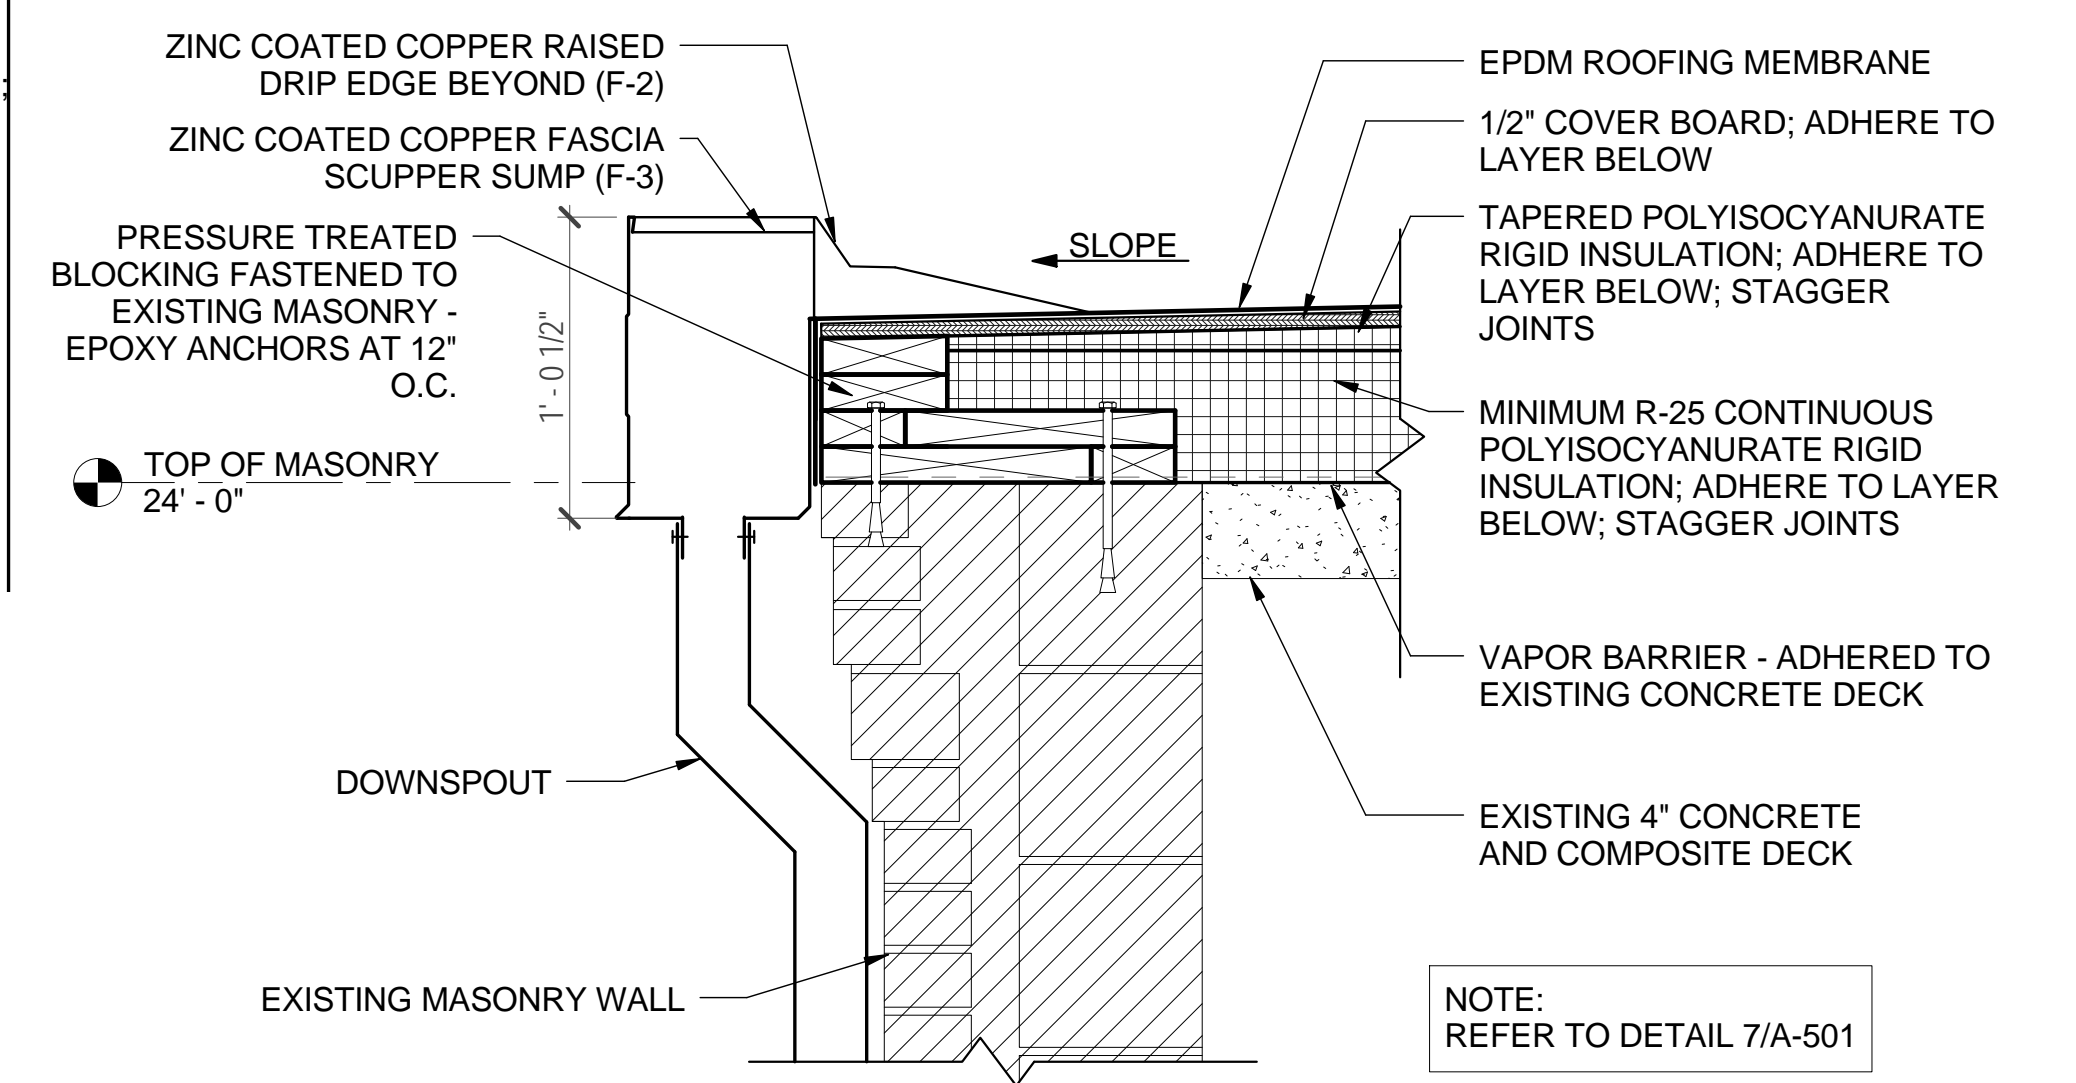 ;
ZINC COATED COPPER RAISED
DRIP EDGE BEYOND (F-2)
ZINC COATED COPPER FASCIA
SCUPPER SUMP (F-3)
PRESSURE TREATED
BLOCKING FASTENED TO
EXISTING MASONRY -
EPOXY ANCHORS AT 12"
O.C.
1' - 0 1/2"
TOP OF MASONRY
24' - 0"
DOWNSPOUT
EXISTING MASONRY WALL
SLOPE
EPDM ROOFING MEMBRANE
1/2" COVER BOARD; ADHERE TO
LAYER BELOW
TAPERED POLYISOCYANURATE
RIGID INSULATION; ADHERE TO
LAYER BELOW; STAGGER
JOINTS
MINIMUM R-25 CONTINUOUS
POLYISOCYANURATE RIGID
INSULATION; ADHERE TO LAYER
BELOW; STAGGER JOINTS
VAPOR BARRIER - ADHERED TO
EXISTING CONCRETE DECK
EXISTING 4" CONCRETE
AND COMPOSITE DECK
NOTE:
REFER TO DETAIL 7/A-501